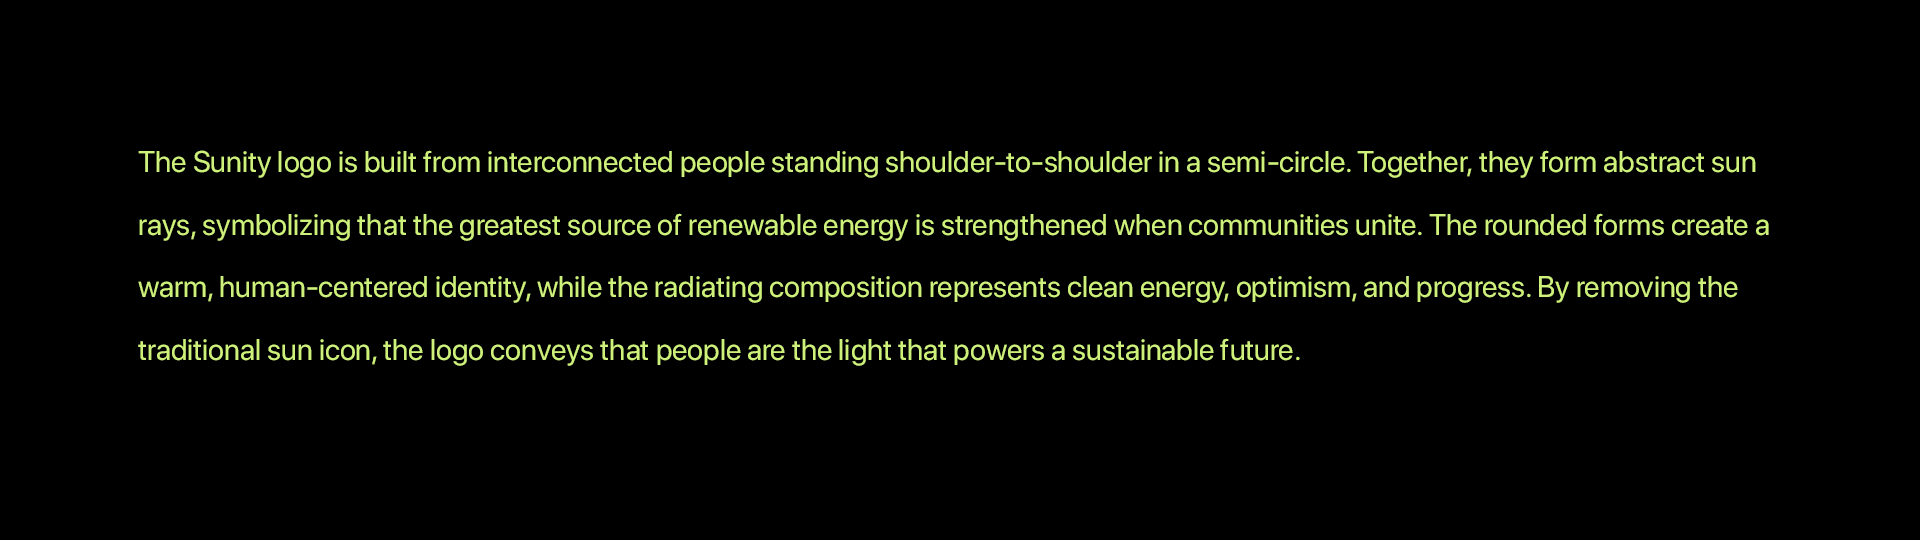 The Sunity logo is built from interconnected people standing shoulder-to-shoulder in a semi-circle. Together, they form abstract sun
rays, symbolizing that the greatest source of renewable energy is strengthened when communities unite. The rounded forms create a
warm, human-centered identity, while the radiating composition represents clean energy, optimism, and progress. By removing the
traditional sun icon, the logo conveys that people are the light that powers a sustainable future.